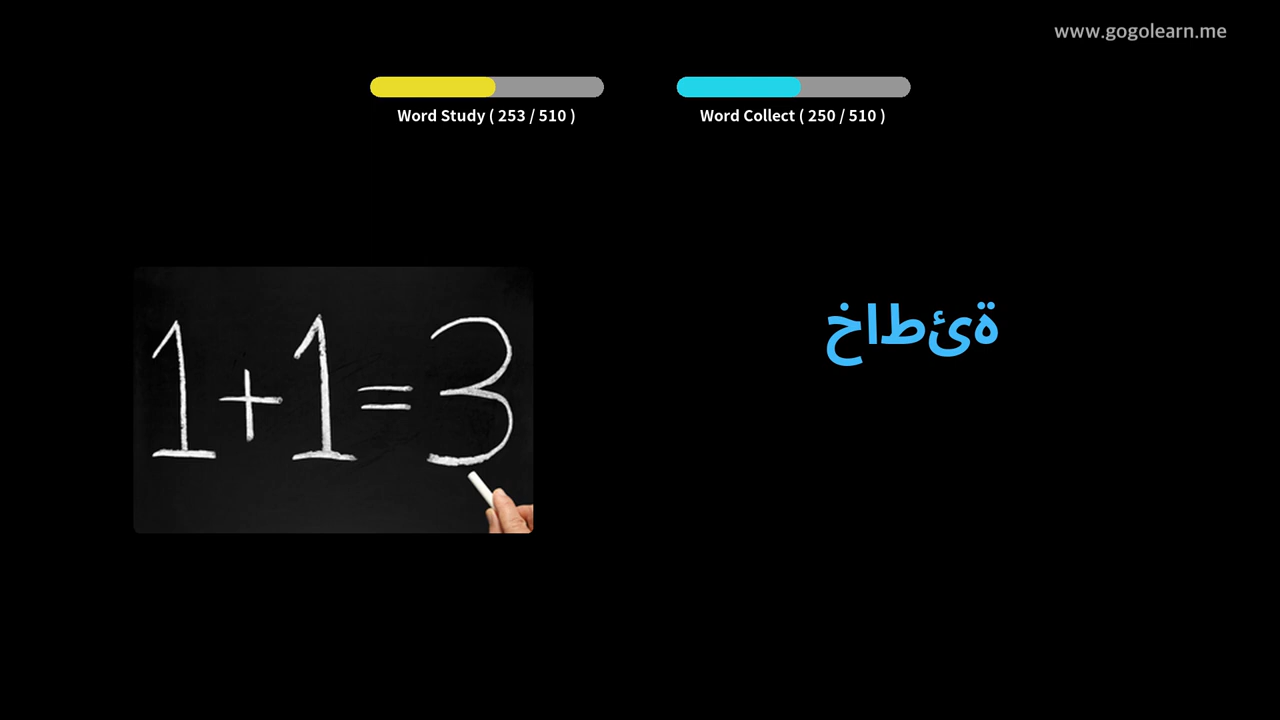 www.gogolearn.me
Word Study ( 253 / 510 )
Word Collect ( 250 / 510 )
1+1=3
خاطئة